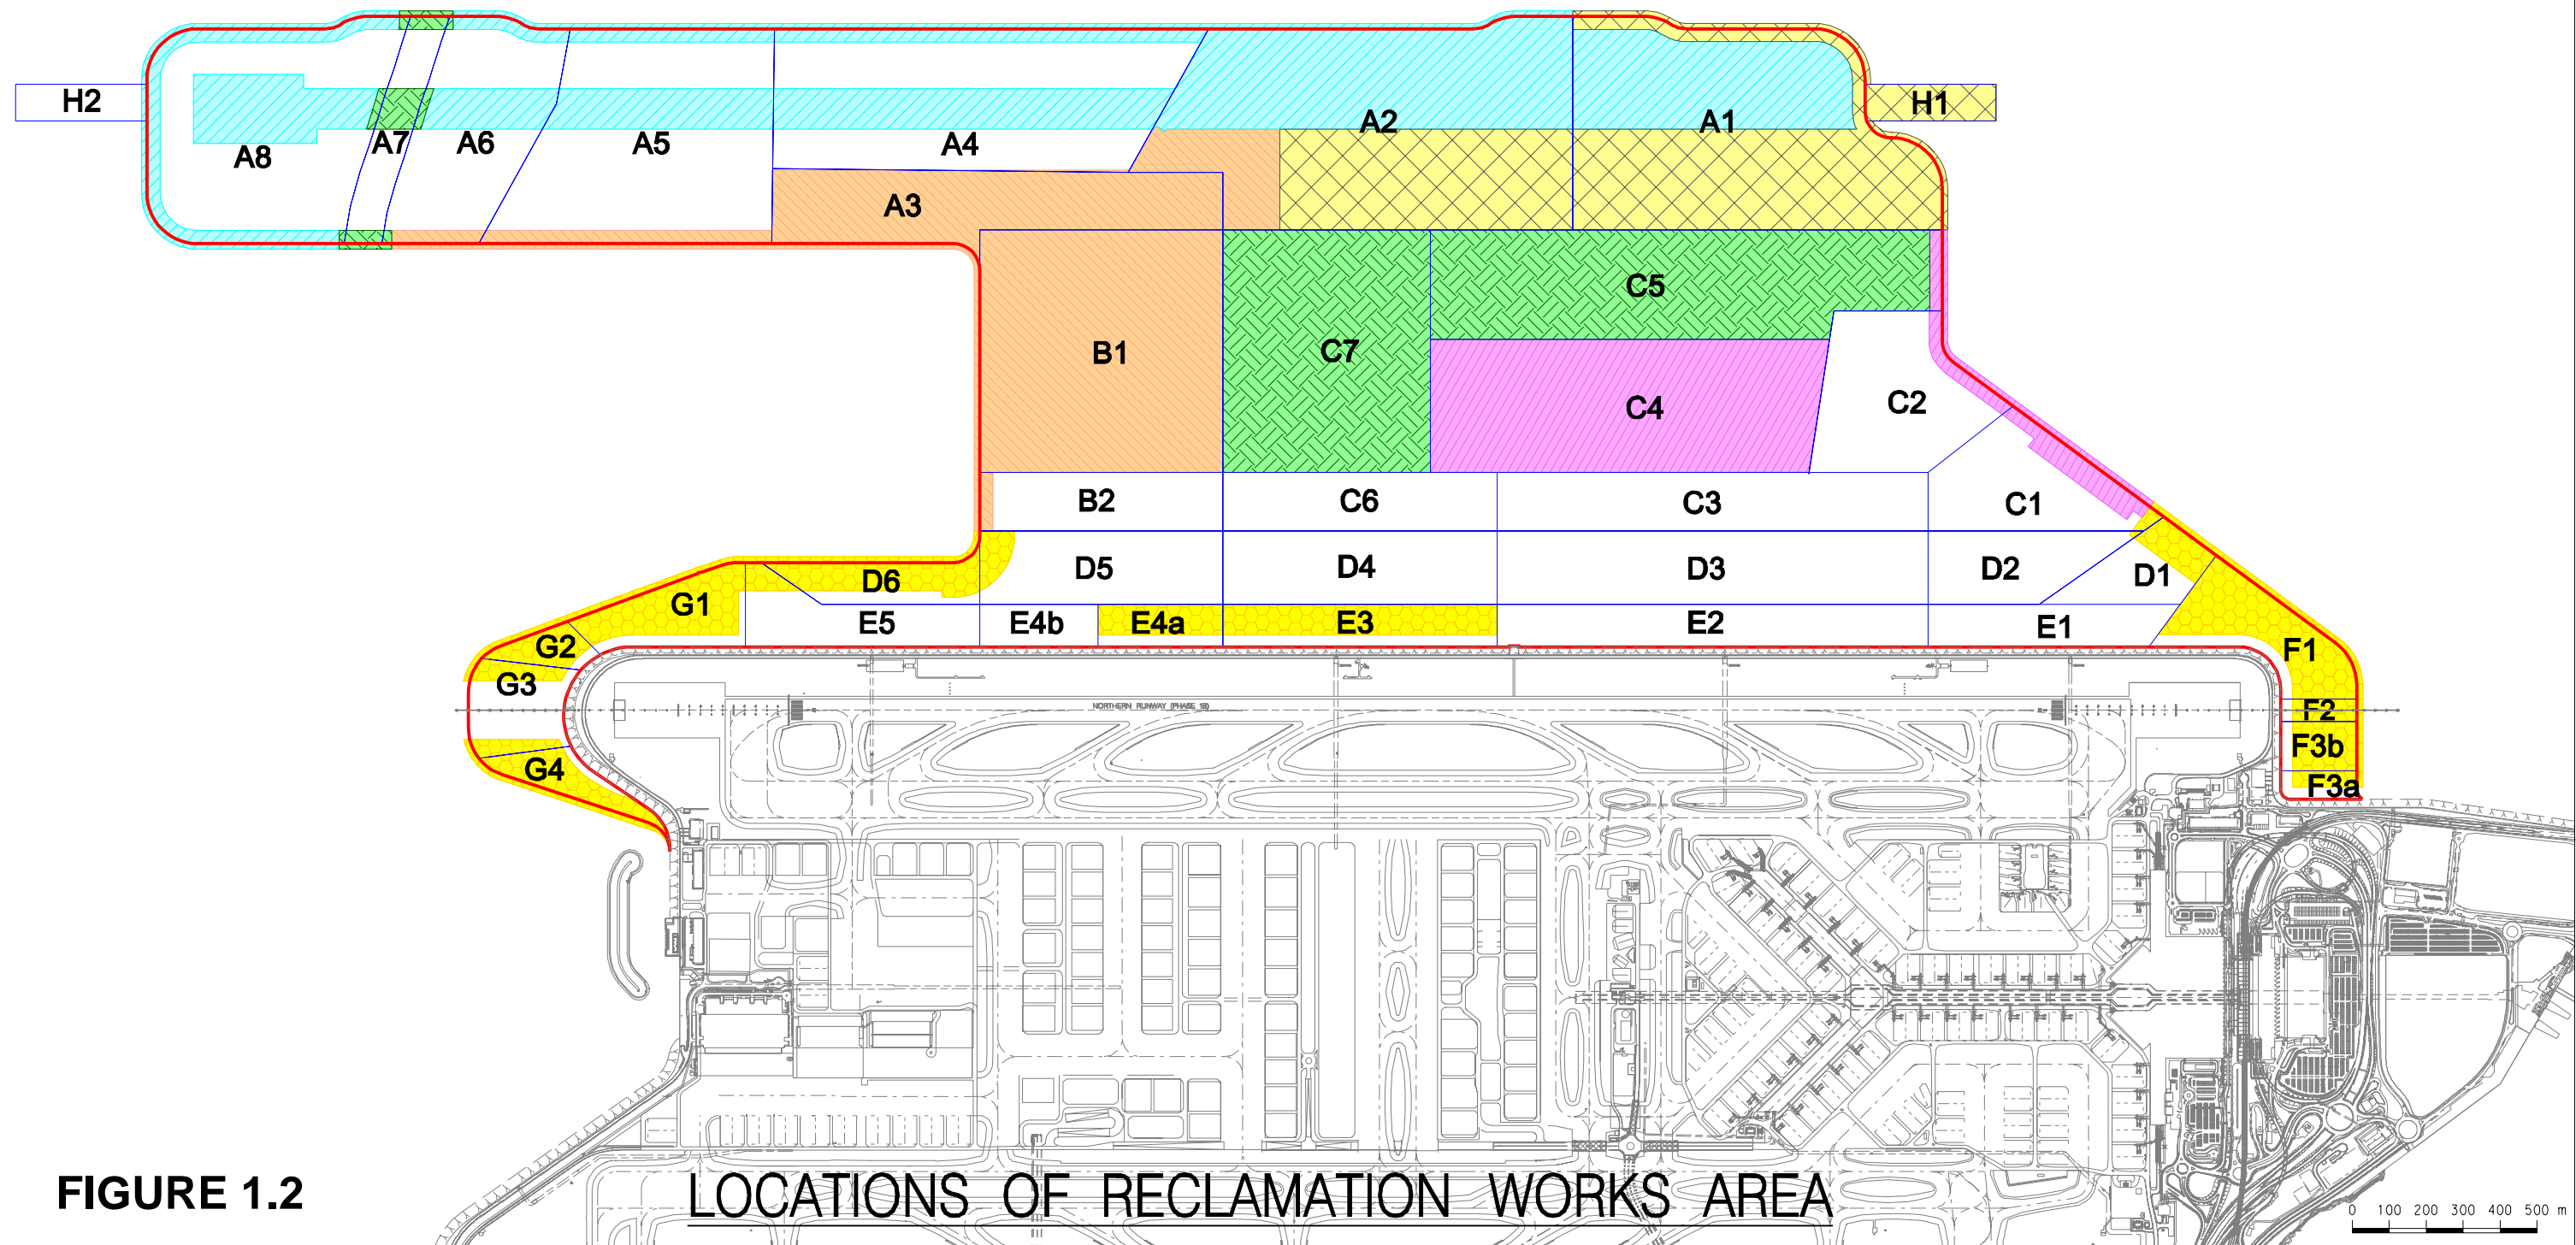 H2
H1
A2
A1
A8
A7
A6
A5
A4
A3
C5
B1
C7
C4
C2
B2
C6
C3
C1
D6
D5
D4
D3
D2
D1
G1
E5
E4b
E4a
E3
E2
E1
G2
F1
G3
NORTHERN RUNWAY (PHASE 1B)
F2
F3b
G4
F3a
FIGURE 1.2
LOCATIONS OF RECLAMATION WORKS AREA
0 100 200 300 400 500 m